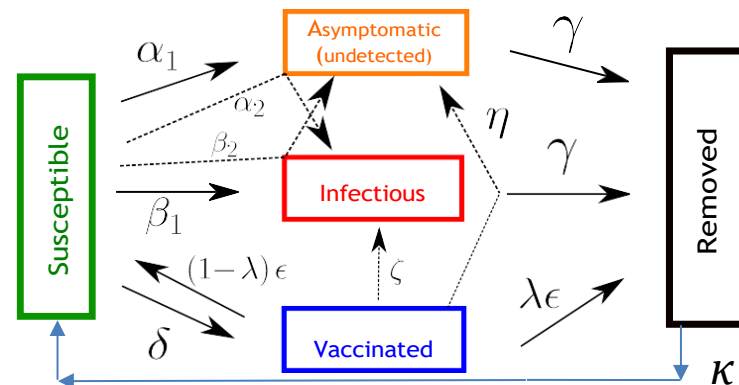 Asymptomatic
(undetected)
α₁
γ
α₂
η
β₂
Susceptible
Infectious
γ
Removed
β₁
(1−λ) ϵ
ζ
λϵ
δ
Vaccinated
κ